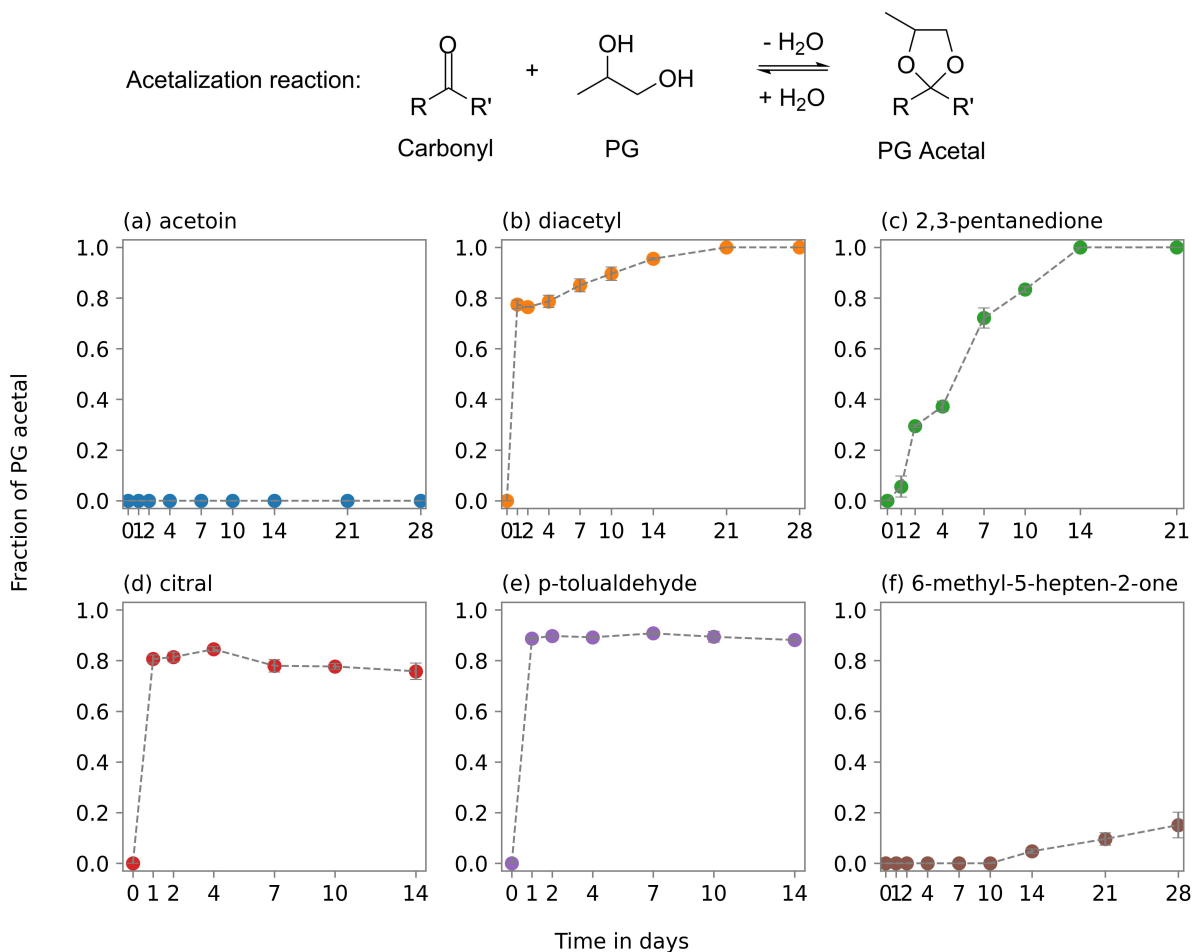 Acetalization reaction:
O
R R'
Carbonyl
+
OH
OH
PG
- H₂O
+ H₂O
O O
R R'
PG Acetal
Fraction of PG acetal
(a) acetoin
1.0
0.8
0.6
0.4
0.2
0.0
0 1 2 4 7 10 14 21 28
(b) diacetyl
1.0
0.8
0.6
0.4
0.2
0.0
0 1 2 4 7 10 14 21 28
(c) 2,3-pentanedione
1.0
0.8
0.6
0.4
0.2
0.0
0 1 2 4 7 10 14 21
(d) citral
1.0
0.8
0.6
0.4
0.2
0.0
0 1 2 4 7 10 14
(e) p-tolualdehyde
1.0
0.8
0.6
0.4
0.2
0.0
0 1 2 4 7 10 14
(f) 6-methyl-5-hepten-2-one
1.0
0.8
0.6
0.4
0.2
0.0
0 1 2 4 7 10 14 21 28
Time in days